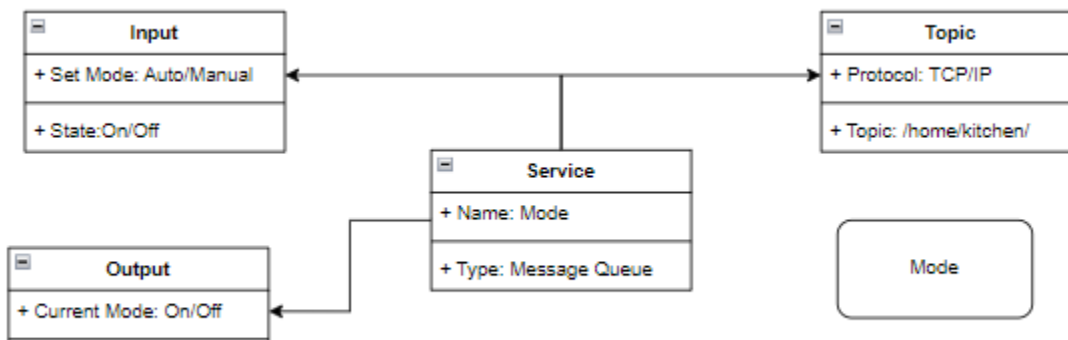 Input
+ Set Mode: Auto/Manual
+ State:On/Off
Topic
+ Protocol: TCP/IP
+ Topic: /home/kitchen/
Service
+ Name: Mode
+ Type: Message Queue
Output
+ Current Mode: On/Off
Mode